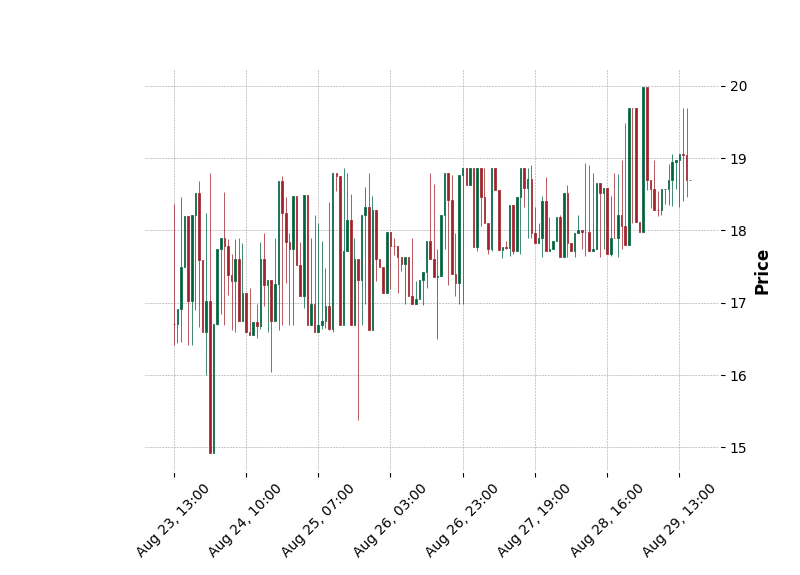 20
19
18
17
16
15
Price
Aug 23, 13:00
Aug 24, 10:00
Aug 25, 07:00
Aug 26, 03:00
Aug 26, 23:00
Aug 27, 19:00
Aug 28, 16:00
Aug 29, 13:00